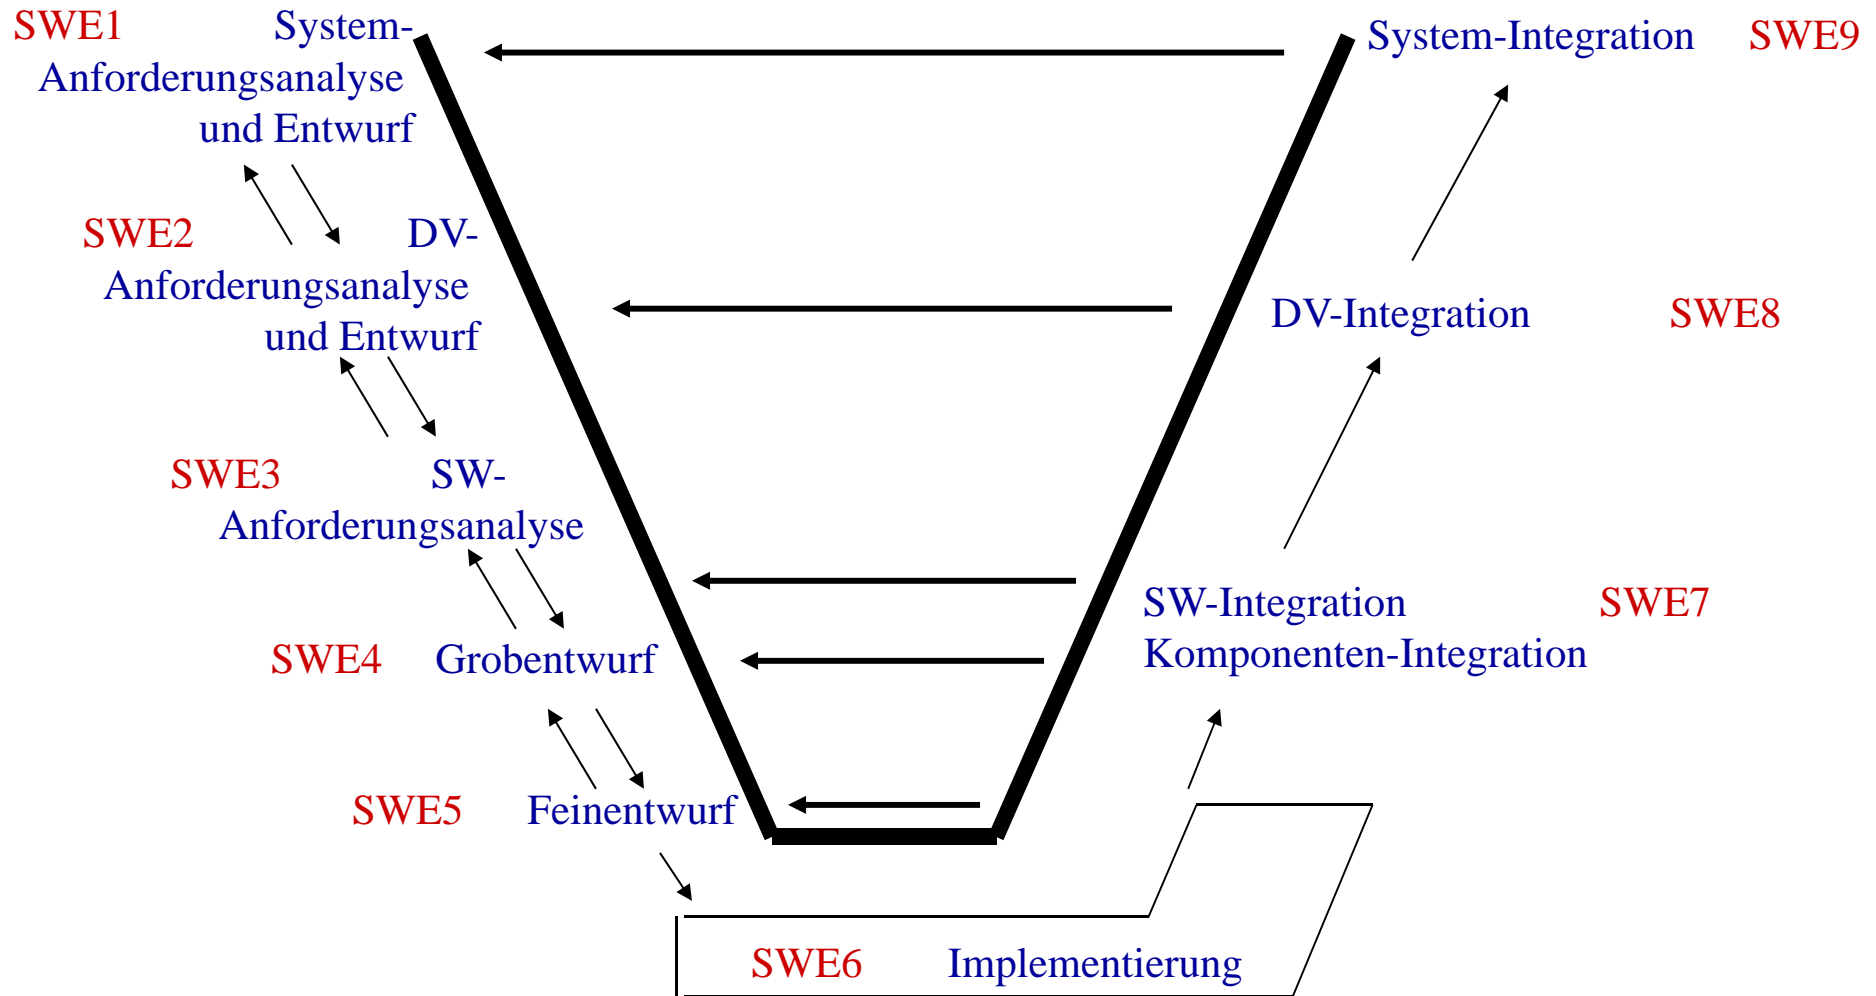 SWE1 System-
Anforderungsanalyse
und Entwurf
SWE2 DV-
Anforderungsanalyse
und Entwurf
SWE3 SW-
Anforderungsanalyse
SWE4 Grobentwurf
SWE5 Feinentwurf
SWE6 Implementierung
SW-Integration SWE7
Komponenten-Integration
DV-Integration SWE8
System-Integration SWE9